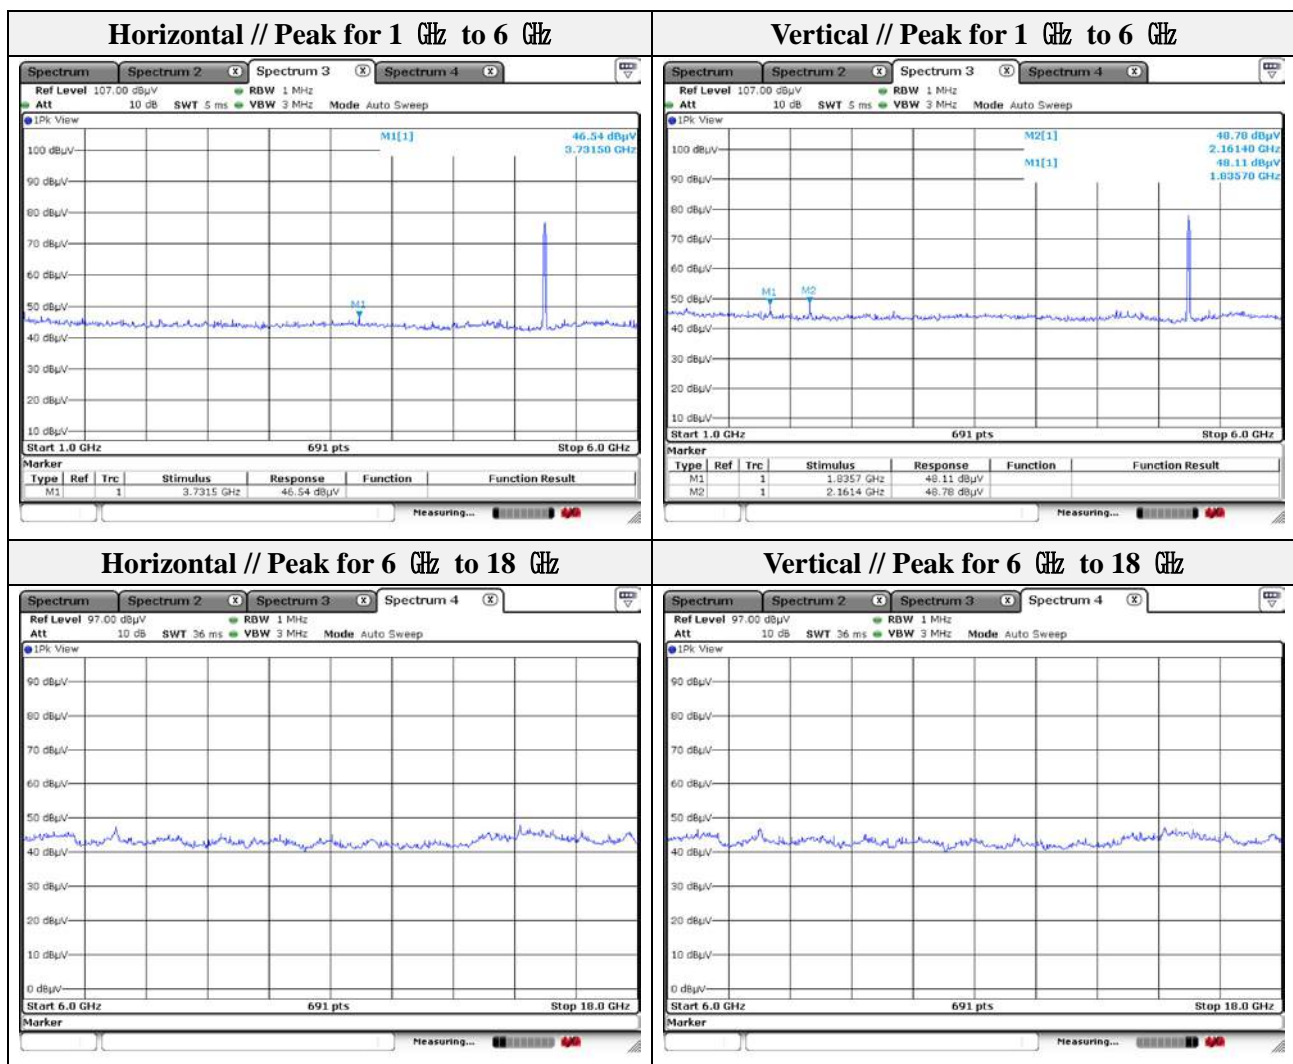 Horizontal // Peak for 1 ㎓ to 6 ㎓
Spectrum Spectrum 2 X Spectrum 3 X Spectrum 4 X
Ref Level 107.00 dBµV RBW 1 MHz
Att 10 dB SWT 5 ms VBW 3 MHz Mode Auto Sweep
1Pk View
M1[1] 46.54 dBµV
3.73150 GHz
100 dBµV
90 dBµV
80 dBµV
70 dBµV
60 dBµV
50 dBµV
M1
40 dBµV
30 dBµV
20 dBµV
10 dBµV
Start 1.0 GHz 691 pts Stop 6.0 GHz
Marker
Type Ref Trc Stimulus Response Function Function Result
M1 1 3.7315 GHz 46.54 dBµV
Measuring...
Vertical // Peak for 1 ㎓ to 6 ㎓
Spectrum Spectrum 2 X Spectrum 3 X Spectrum 4 X
Ref Level 107.00 dBµV RBW 1 MHz
Att 10 dB SWT 5 ms VBW 3 MHz Mode Auto Sweep
1Pk View
M2[1] 48.78 dBµV
2.16140 GHz
M1[1] 48.11 dBµV
1.83570 GHz
100 dBµV
90 dBµV
80 dBµV
70 dBµV
60 dBµV
50 dBµV
M1 M2
40 dBµV
30 dBµV
20 dBµV
10 dBµV
Start 1.0 GHz 691 pts Stop 6.0 GHz
Marker
Type Ref Trc Stimulus Response Function Function Result
M1 1 1.8357 GHz 48.11 dBµV
M2 1 2.1614 GHz 48.78 dBµV
Measuring...
Horizontal // Peak for 6 ㎓ to 18 ㎓
Spectrum Spectrum 2 X Spectrum 3 X Spectrum 4 X
Ref Level 97.00 dBµV RBW 1 MHz
Att 10 dB SWT 36 ms VBW 3 MHz Mode Auto Sweep
1Pk View
90 dBµV
80 dBµV
70 dBµV
60 dBµV
50 dBµV
40 dBµV
30 dBµV
20 dBµV
10 dBµV
0 dBµV
Start 6.0 GHz 691 pts Stop 18.0 GHz
Marker
Measuring...
Vertical // Peak for 6 ㎓ to 18 ㎓
Spectrum Spectrum 2 X Spectrum 3 X Spectrum 4 X
Ref Level 97.00 dBµV RBW 1 MHz
Att 10 dB SWT 36 ms VBW 3 MHz Mode Auto Sweep
1Pk View
90 dBµV
80 dBµV
70 dBµV
60 dBµV
50 dBµV
40 dBµV
30 dBµV
20 dBµV
10 dBµV
0 dBµV
Start 6.0 GHz 691 pts Stop 18.0 GHz
Marker
Measuring...